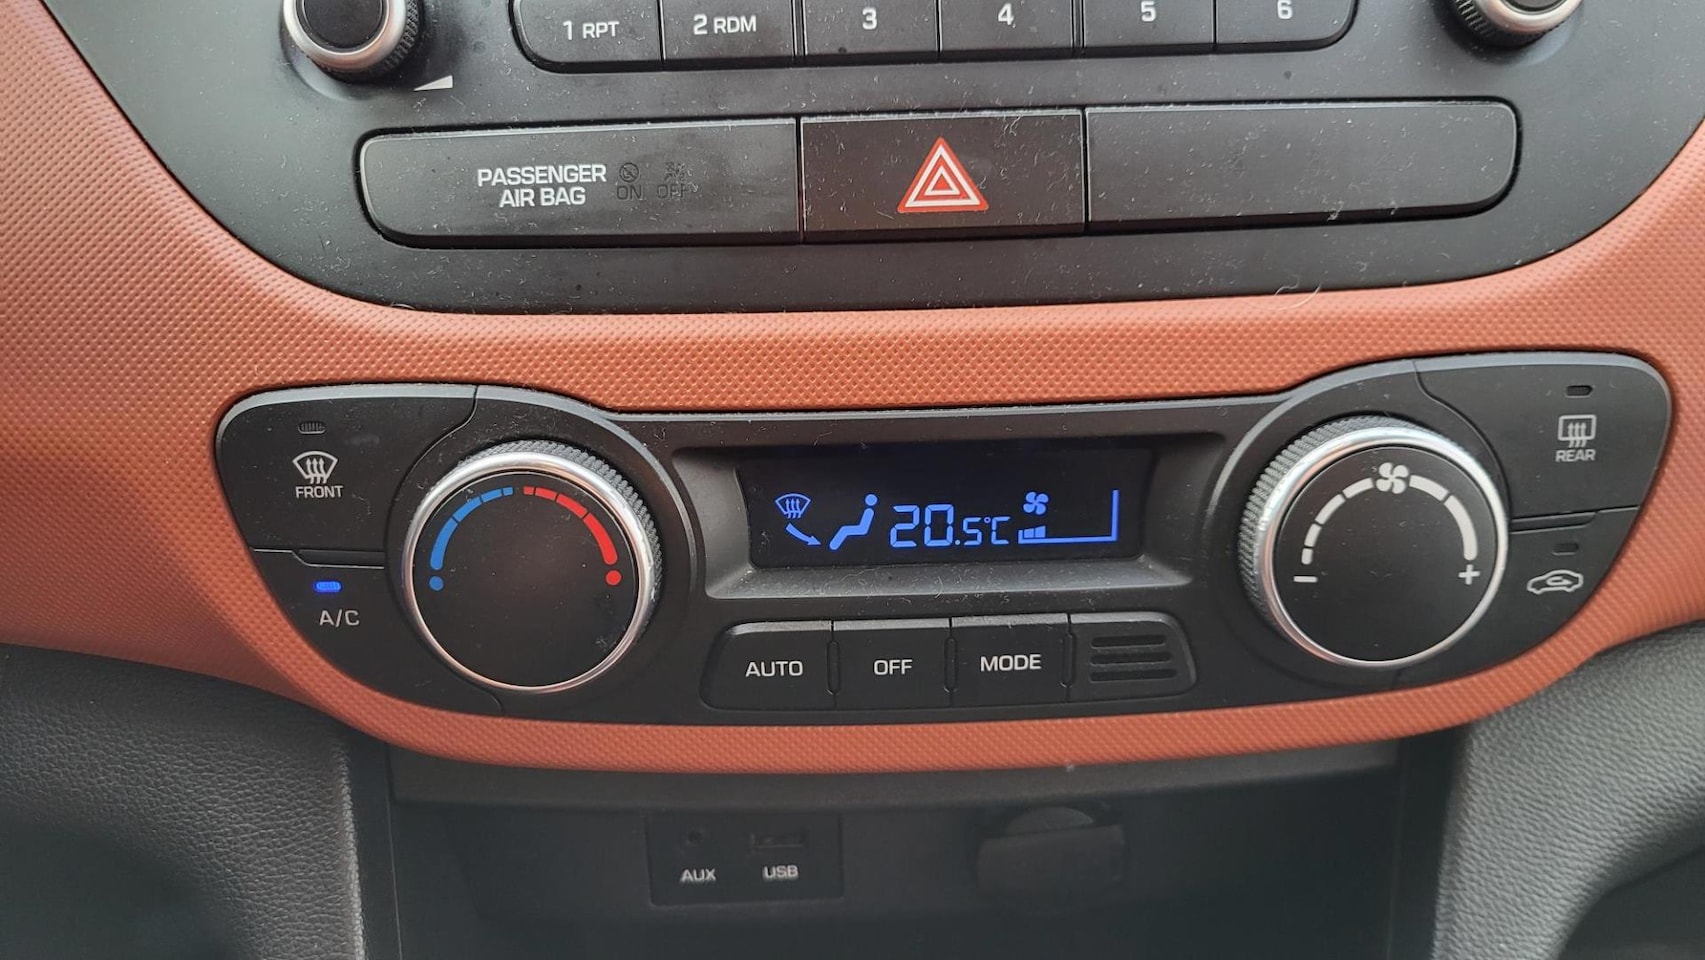 1 RPT 2 RDM 3 4 5 6
PASSENGER
AIR BAG
ON OFF
FRONT
REAR
20.5°C
A/C
- +
AUTO OFF MODE
AUX USB